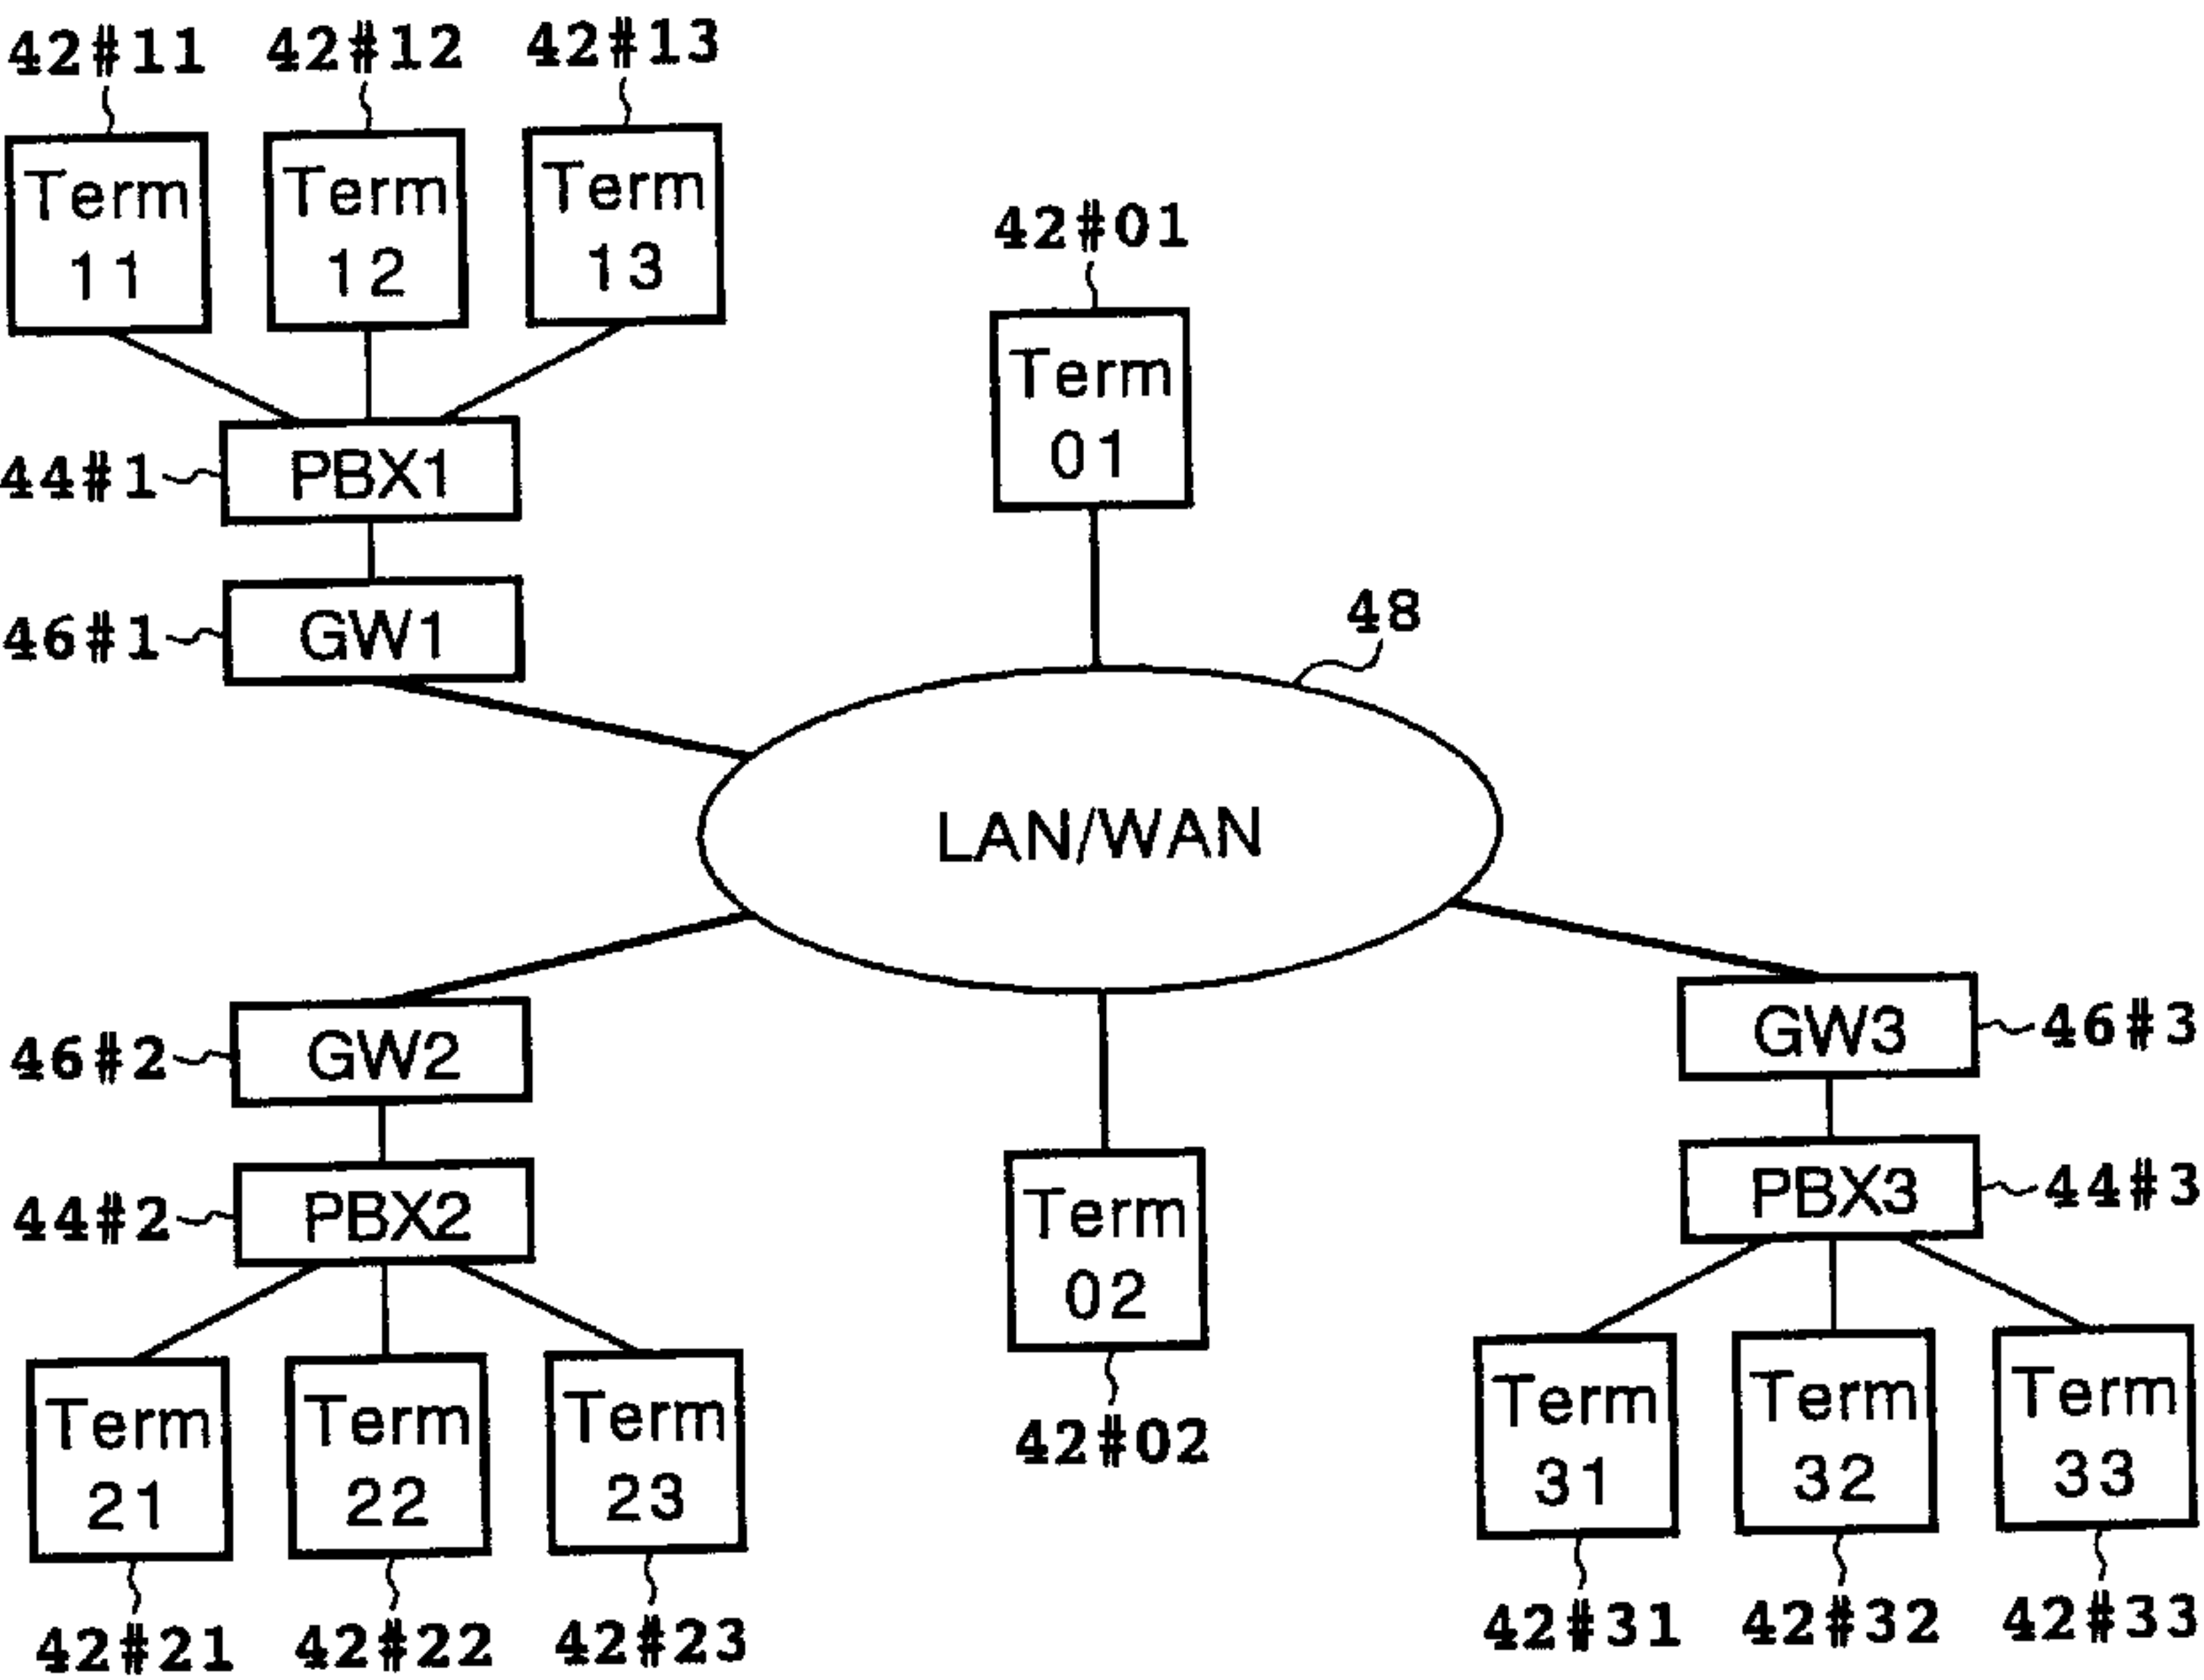 42#11 42#12 42#13
Term
11
Term
12
Term
13
42#01
Term
01
44#1 PBX1
46#1 GW1
48
LAN/WAN
46#2 GW2
GW3 46#3
44#2 PBX2
PBX3 44#3
Term
02
42#02
Term
21
Term
22
Term
23
Term
31
Term
32
Term
33
42#21 42#22 42#23
42#31 42#32 42#33